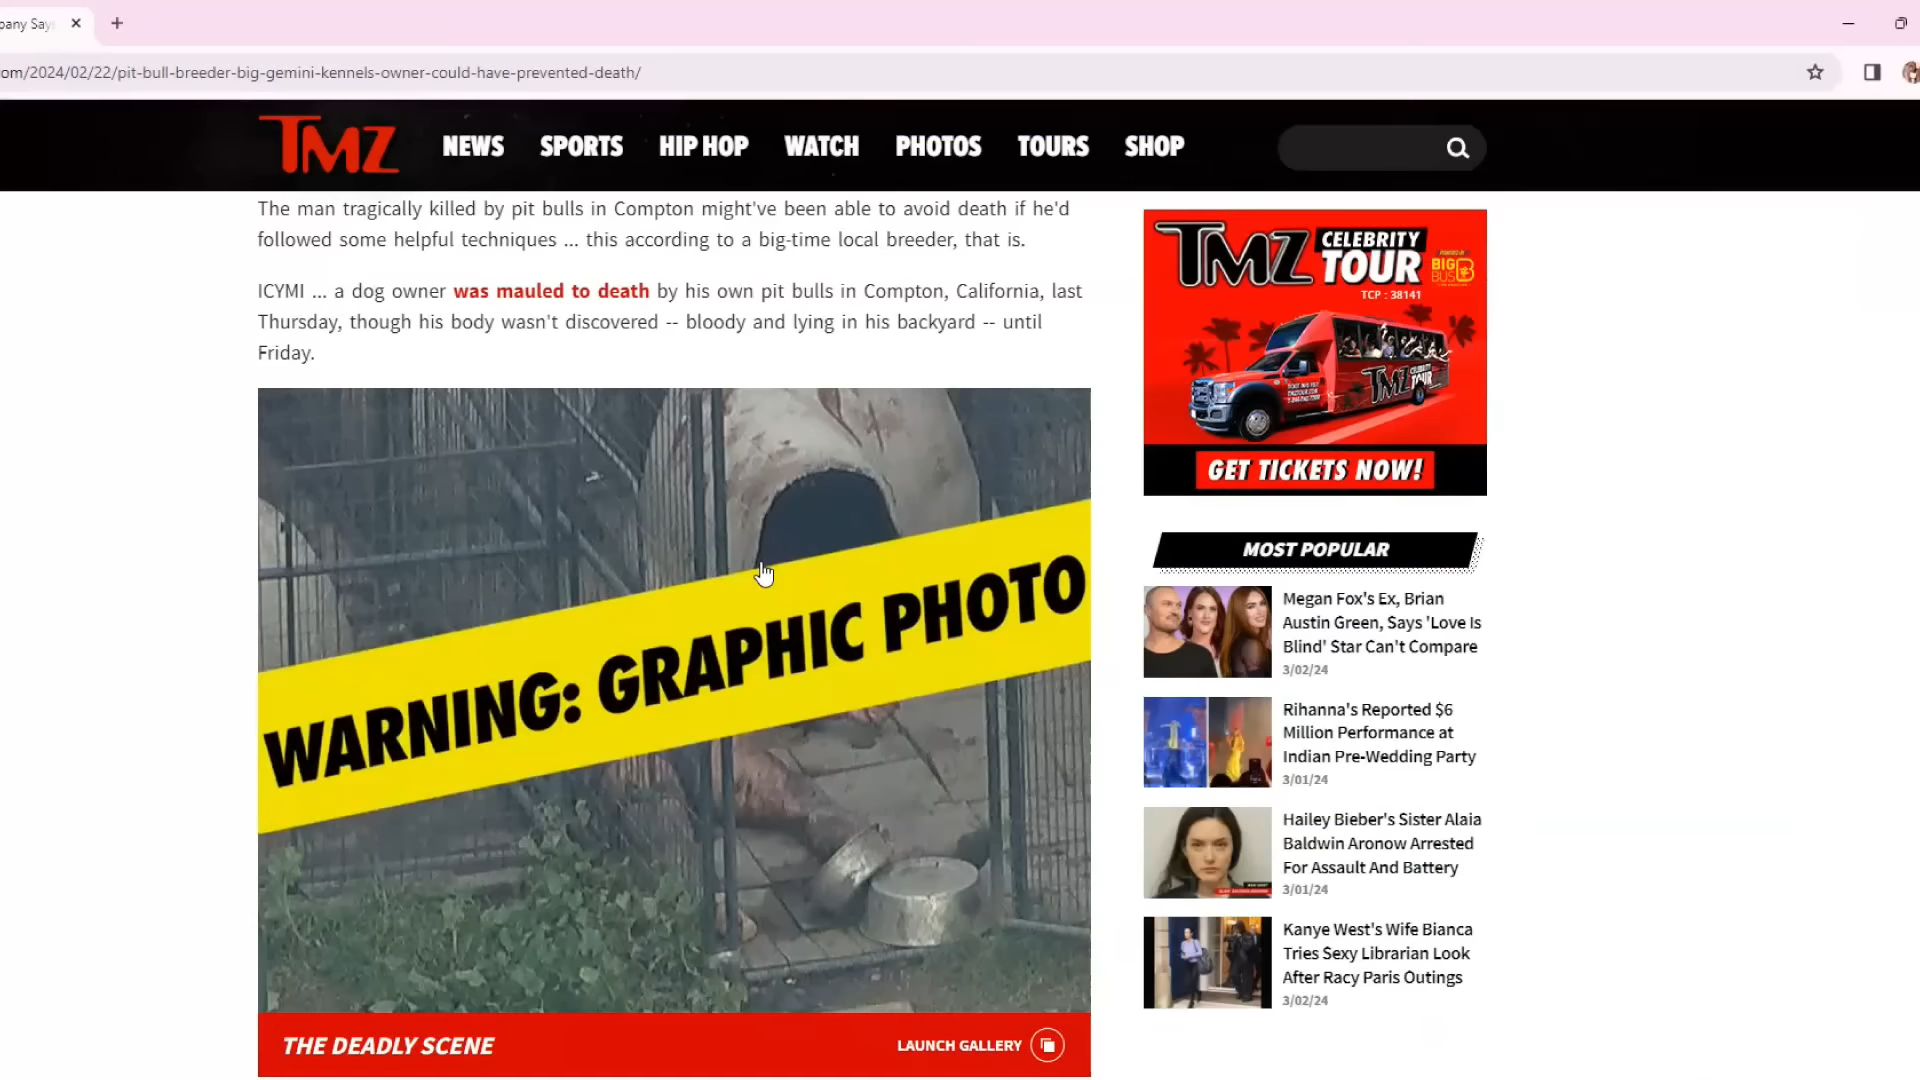 pany Say
om/2024/02/22/pit-bull-breeder-big-gemini-kennels-owner-could-have-prevented-death/
TMZ
NEWS
SPORTS
HIP HOP
WATCH
PHOTOS
TOURS
SHOP
The man tragically killed by pit bulls in Compton might've been able to avoid death if he'd
followed some helpful techniques ... this according to a big-time local breeder, that is.
ICYMI ... a dog owner was mauled to death by his own pit bulls in Compton, California, last
Thursday, though his body wasn't discovered -- bloody and lying in his backyard -- until
Friday.
WARNING: GRAPHIC PHOTO
THE DEADLY SCENE
LAUNCH GALLERY
TMZ CELEBRITY
TOUR
BIG
BUS
TCP : 38141
TMZ
TOUR
GET TICKETS NOW!
MOST POPULAR
Megan Fox's Ex, Brian
Austin Green, Says 'Love Is
Blind' Star Can't Compare
3/02/24
Rihanna's Reported $6
Million Performance at
Indian Pre-Wedding Party
3/01/24
Hailey Bieber's Sister Alaia
Baldwin Aronow Arrested
For Assault And Battery
3/01/24
Kanye West's Wife Bianca
Tries Sexy Librarian Look
After Racy Paris Outings
3/02/24